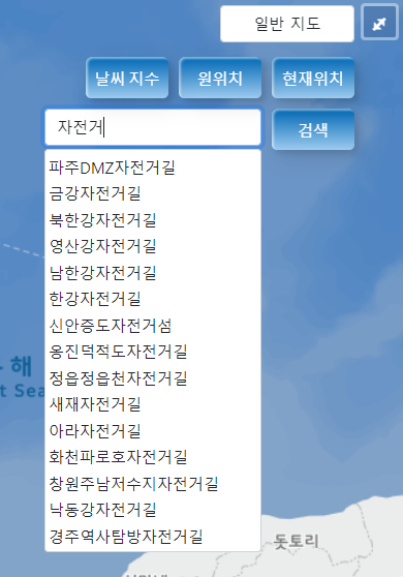 일반 지도
날씨 지수 원위치 현재위치
자전거 검색
파주DMZ자전거길
금강자전거길
북한강자전거길
영산강자전거길
남한강자전거길
한강자전거길
신안증도자전거섬
옹진덕적도자전거길
정읍정읍천자전거길
새재자전거길
아라자전거길
화천파로호자전거길
창원주남저수지자전거길
낙동강자전거길
경주역사탐방자전거길
해
t Sea
돗토리